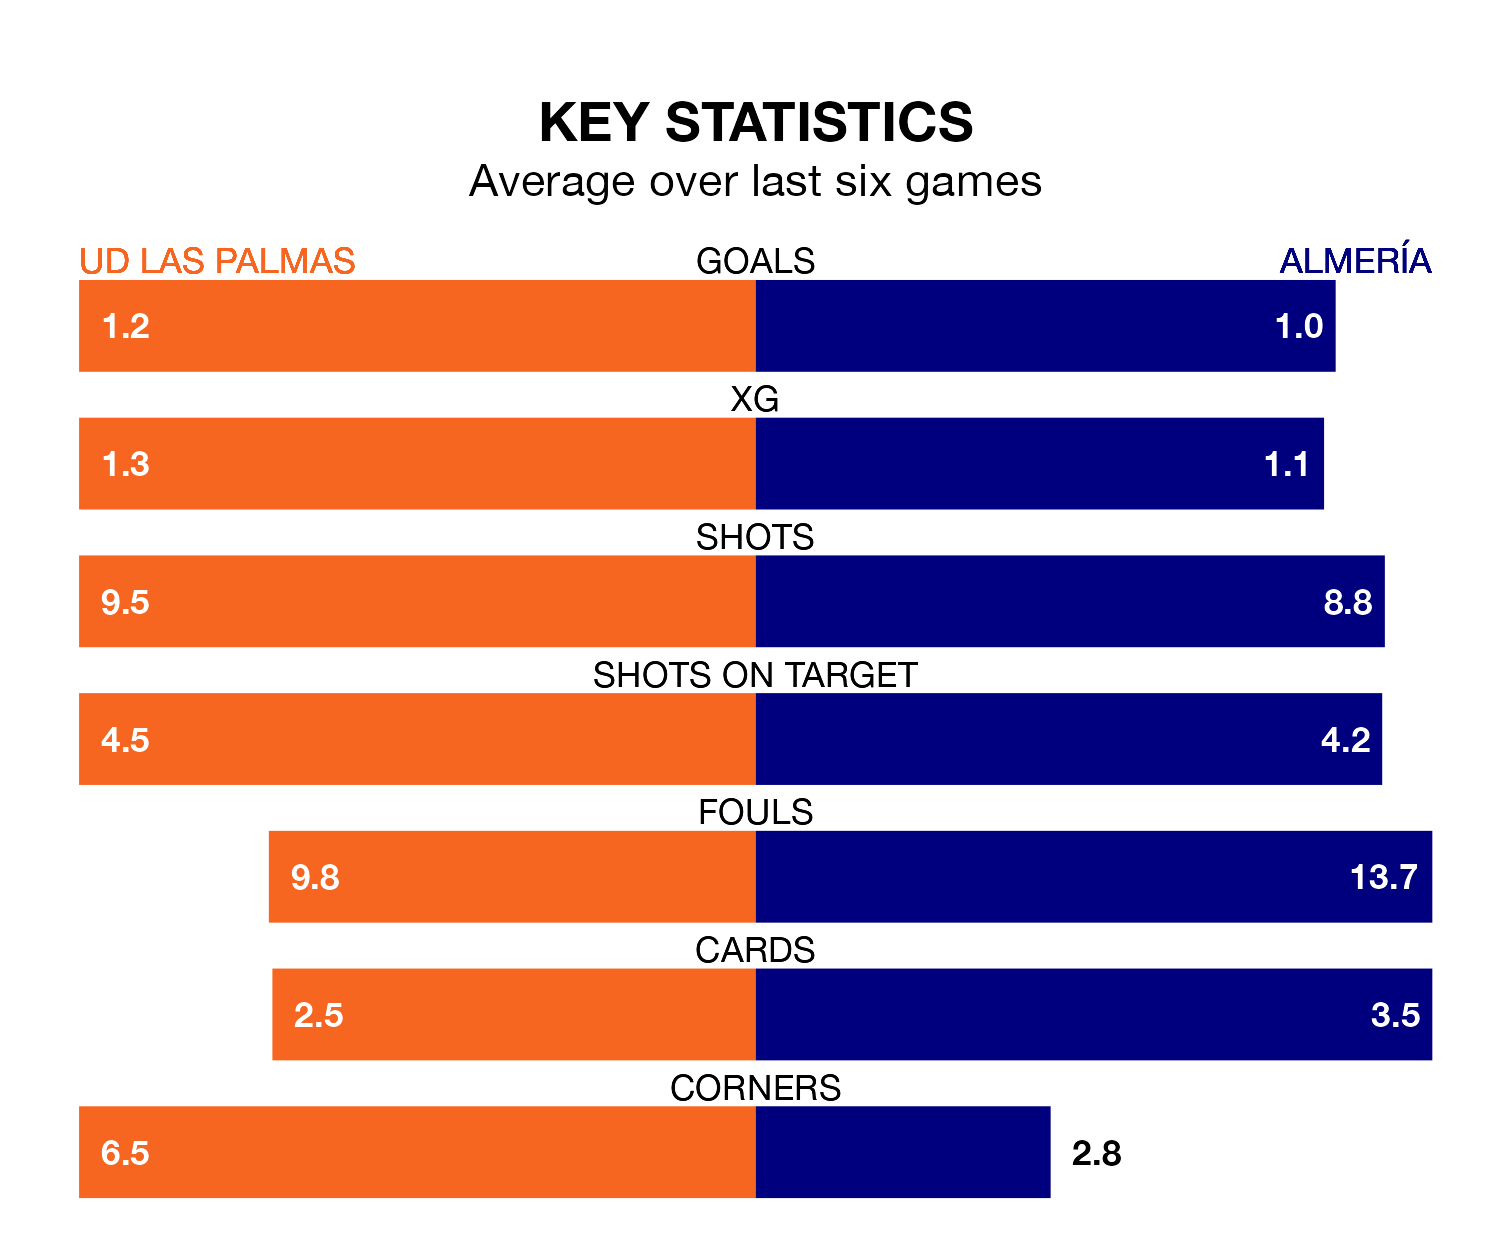 KEY STATISTICS
Average over last six games
UD LAS PALMAS GOALS ALMERÍA
1.2 1.0
XG
1.3 1.1
SHOTS
9.5 8.8
SHOTS ON TARGET
4.5 4.2
FOULS
9.8 13.7
CARDS
2.5 3.5
CORNERS
6.5 2.8